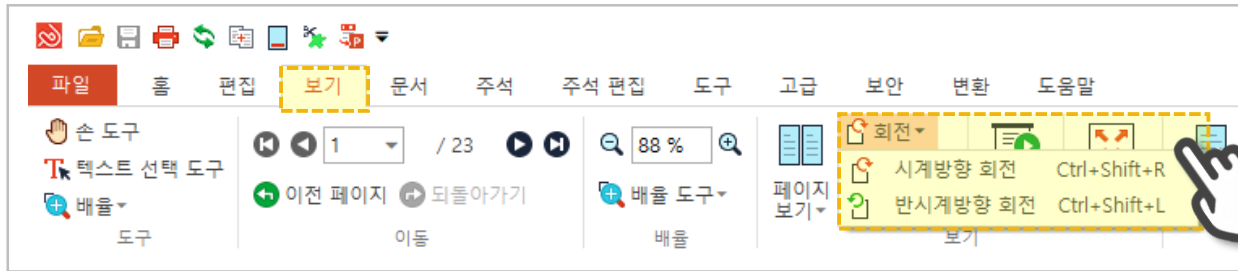 파일 홈 편집 보기 문서 주석 주석 편집 도구 고급 보안 변환 도움말
손 도구
텍스트 선택 도구
배율
도구
1 / 23
이전 페이지 되돌아가기
이동
88 %
배율 도구
배율
페이지
보기
회전
시계방향 회전 Ctrl+Shift+R
반시계방향 회전 Ctrl+Shift+L
보기